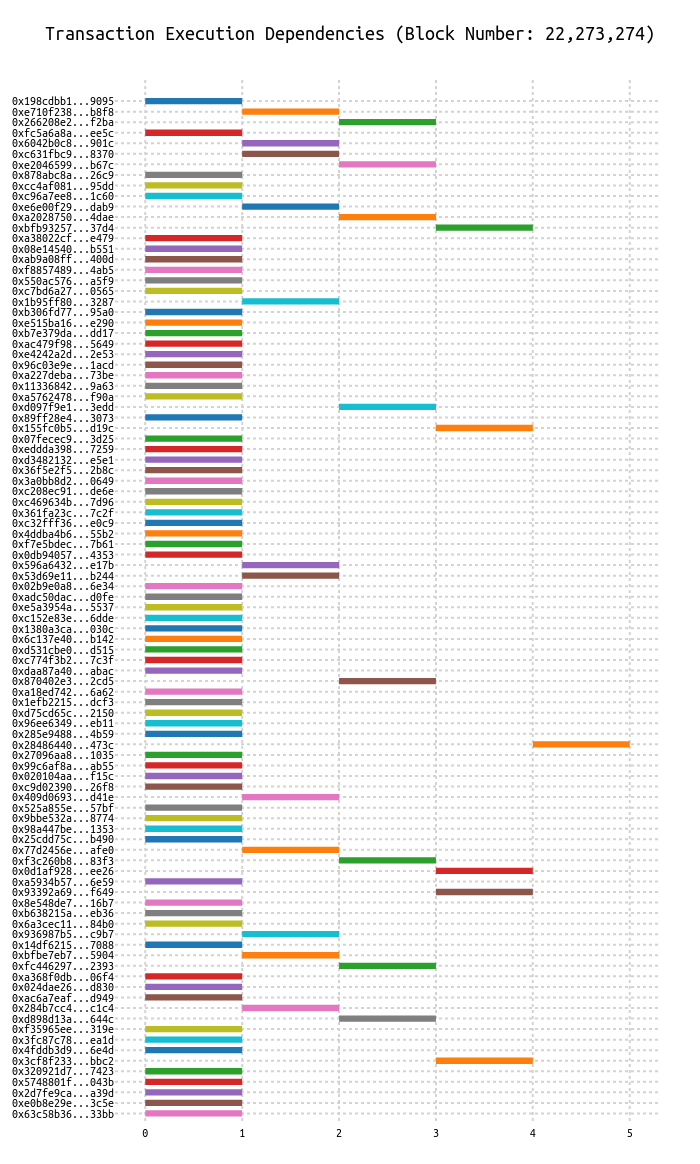 Transaction Execution Dependencies (Block Number: 22,273,274)
0x198cdbb1...9095
0xe710f238...b8f8
0x266208e2...f2ba
0xfc5a6a8a...ee5c
0x6042b0c8...901c
0xc631fbc9...8370
0xe2046599...b67c
0x878abc8a...26c9
0xcc4af081...95dd
0xc96a7ee8...1c60
0xe6e00f29...dab9
0xa2028750...4dae
0xbfb93257...37d4
0xa38022cf...e479
0x08e14540...b551
0xab9a08ff...400d
0xf8857489...4ab5
0x550ac576...a5f9
0xc7bd6a27...0565
0x1b95ff80...3287
0xb306fd77...95a0
0xe515ba16...e290
0xb7e379da...dd17
0xac479f98...5649
0xe4242a2d...2e53
0x96c03e9e...1acd
0xa227deba...73be
0x11336842...9a63
0xa5762478...f90a
0xd097f9e1...3edd
0x89ff28e4...3073
0x155fc0b5...d19c
0x07fecec9...3d25
0xeddda398...7259
0xd3482132...e5e1
0x36f5e2f5...2b8c
0x3a0bb8d2...0649
0xc208ec91...de6e
0xc469634b...7d96
0x361fa23c...7c2f
0xc32fff36...e0c9
0x4ddba4b6...55b2
0xf7e5bdec...7b61
0x0db94057...4353
0x596a6432...e17b
0x53d69e11...b244
0x02b9e0a8...6e34
0xadc50dac...d0fe
0xe5a3954a...5537
0xc152e83e...6dde
0x1380a3ca...030c
0x6c137e40...b142
0xd531cbe0...d515
0xc774f3b2...7c3f
0xdaa87a40...abac
0x870402e3...2cd5
0xa18ed742...6a62
0x1efb2215...dcf3
0xd75cd65c...2150
0x96ee6349...eb11
0x285e9488...4b59
0x28486440...473c
0x27096aa8...1035
0x99c6af8a...ab55
0x020104aa...f15c
0xc9d02390...26f8
0x409d0693...d41e
0x525a855e...57bf
0x9bbe532a...8774
0x98a447be...1353
0x25cdd75c...b490
0x77d2456e...afe0
0xf3c260b8...83f3
0x0d1af928...ee26
0xa5934b57...6e59
0x93392a69...f649
0x8e548de7...16b7
0xb638215a...eb36
0x6a3cec11...84b0
0x936987b5...c9b7
0x14df6215...7088
0xbfbe7eb7...5904
0xfc446297...2393
0xa368f0db...06f4
0x024dae26...d830
0xac6a7eaf...d949
0x284b7cc4...c1c4
0xd898d13a...644c
0xf35965ee...319e
0x3fc87c78...ea1d
0x4fddb3d9...6e4d
0x3cf8f233...bbc2
0x320921d7...7423
0x5748801f...043b
0x2d7fe9ca...a39d
0xe0b8e29e...3c5e
0x63c58b36...33bb
0 1 2 3 4 5